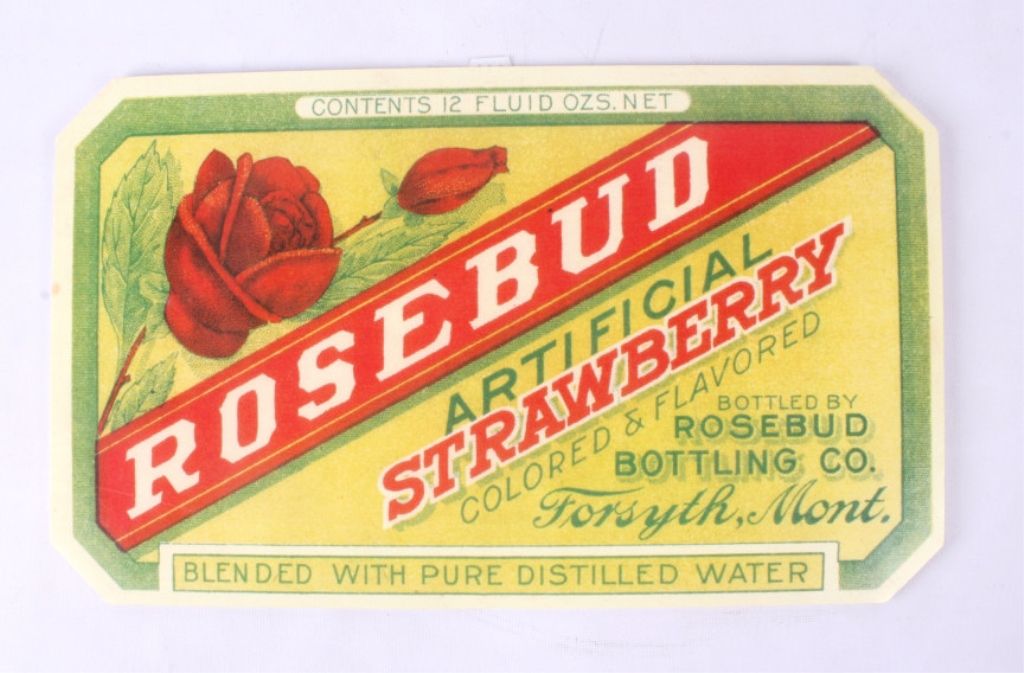 CONTENTS 12 FLUID OZS. NET
ROSEBUD
ARTIFICIAL
STRAWBERRY
COLORED & FLAVORED
BOTTLED BY
ROSEBUD
BOTTLING CO.
Forsyth, Mont.
BLENDED WITH PURE DISTILLED WATER